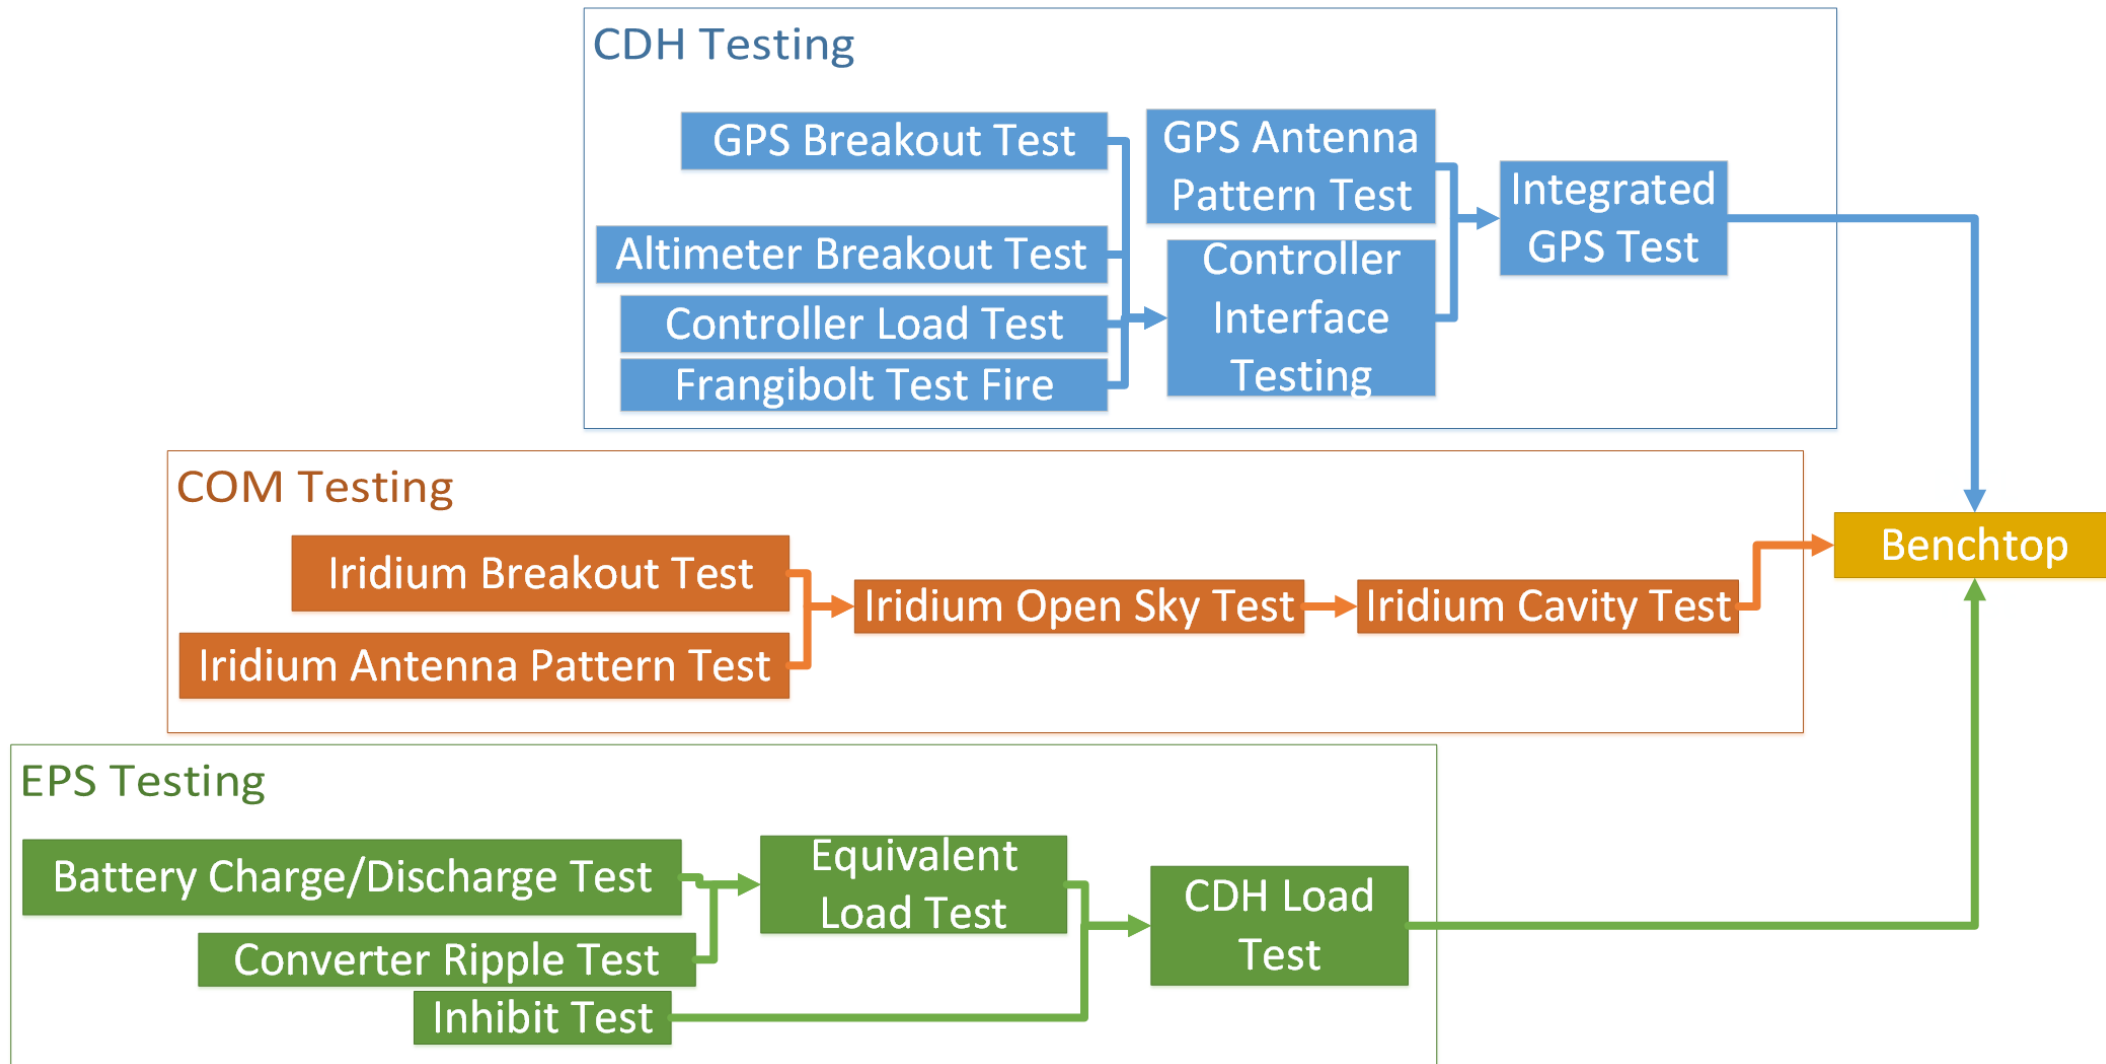 CDH Testing
GPS Breakout Test
Altimeter Breakout Test
Controller Load Test
Frangibolt Test Fire
GPS Antenna
Pattern Test
Controller
Interface
Testing
Integrated
GPS Test
COM Testing
Iridium Breakout Test
Iridium Antenna Pattern Test
Iridium Open Sky Test
Iridium Cavity Test
Benchtop
EPS Testing
Battery Charge/Discharge Test
Converter Ripple Test
Inhibit Test
Equivalent
Load Test
CDH Load
Test